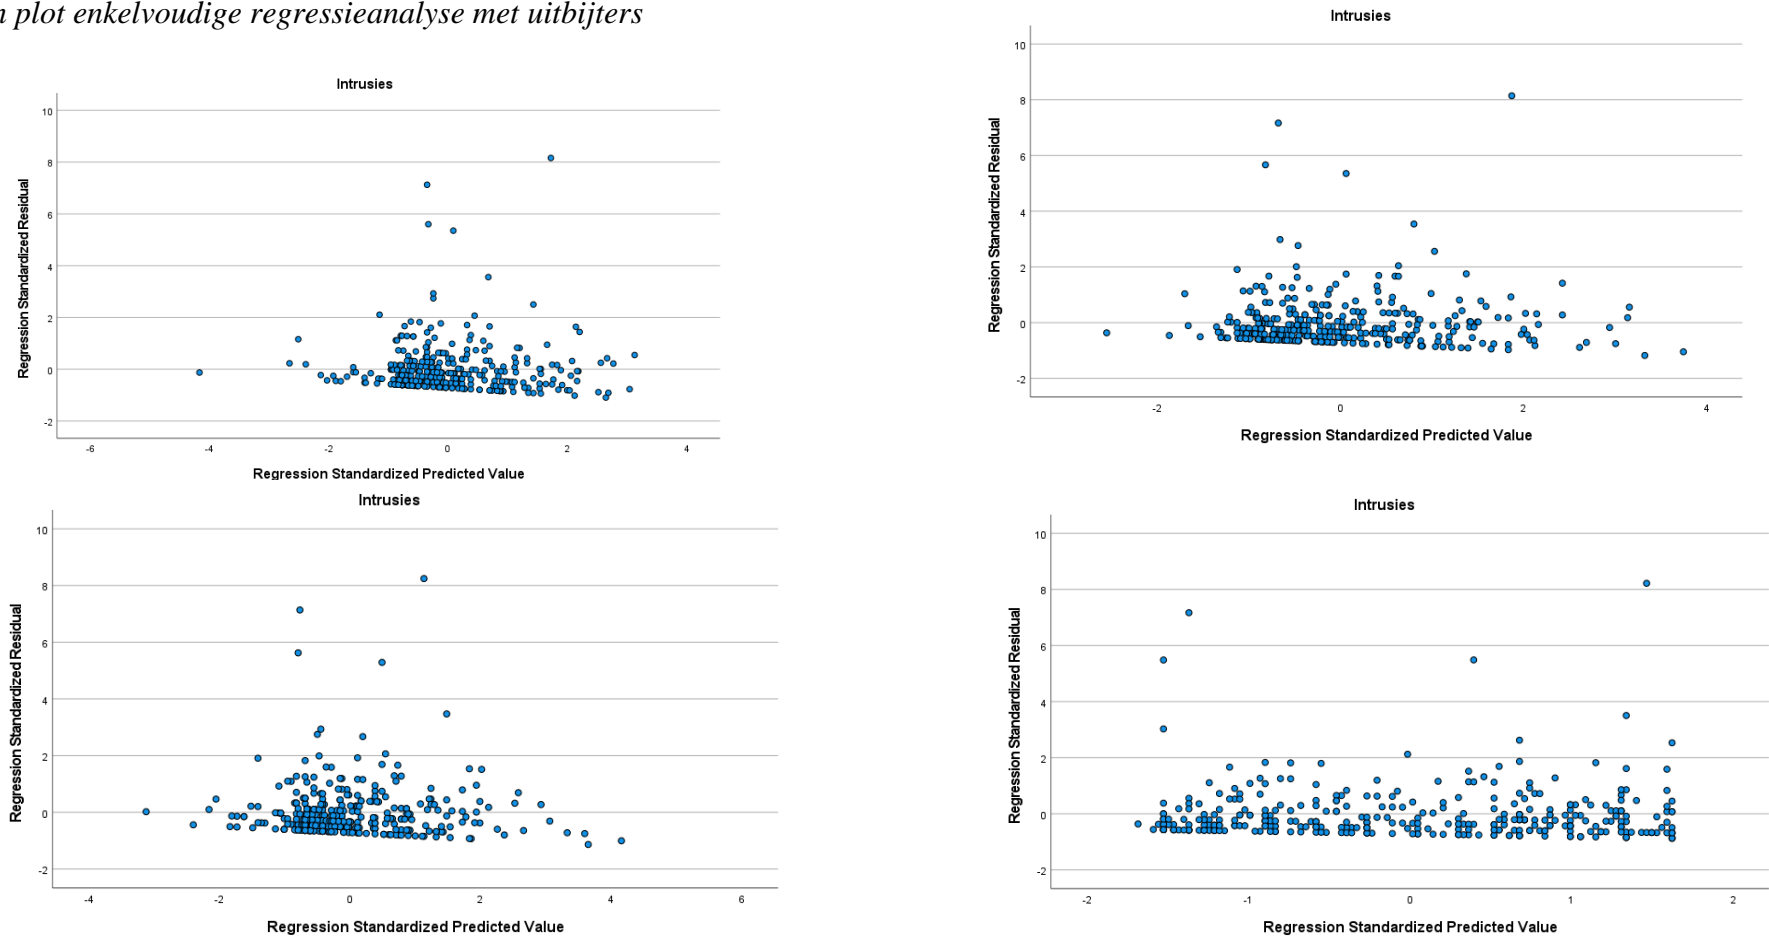 n plot enkelvoudige regressieanalyse met uitbijters
Intrusies
10
8
6
4
2
0
-2
Regression Standardized Residual
-6 -4 -2 0 2 4
Regression Standardized Predicted Value
Intrusies
10
8
6
4
2
0
-2
Regression Standardized Residual
-2 0 2 4
Regression Standardized Predicted Value
Intrusies
10
8
6
4
2
0
-2
Regression Standardized Residual
-4 -2 0 2 4 6
Regression Standardized Predicted Value
Intrusies
10
8
6
4
2
0
-2
Regression Standardized Residual
-2 -1 0 1 2
Regression Standardized Predicted Value